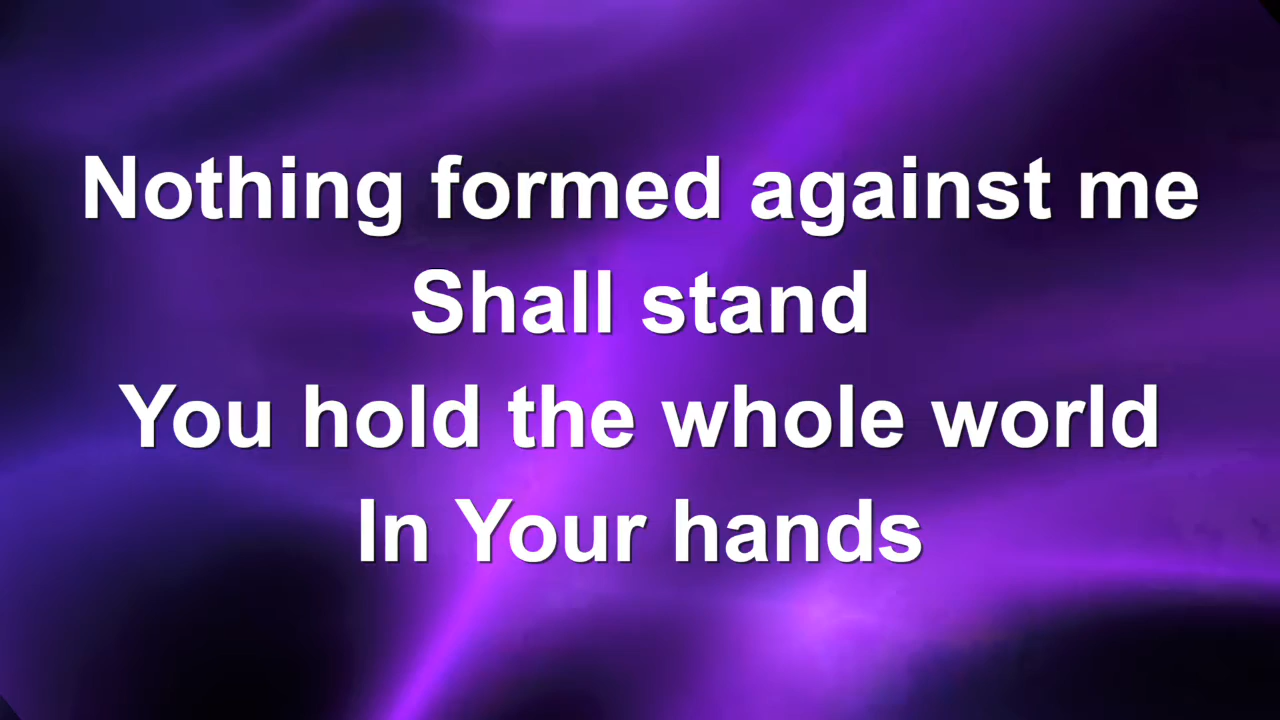 Nothing formed against me
Shall stand
You hold the whole world
In Your hands